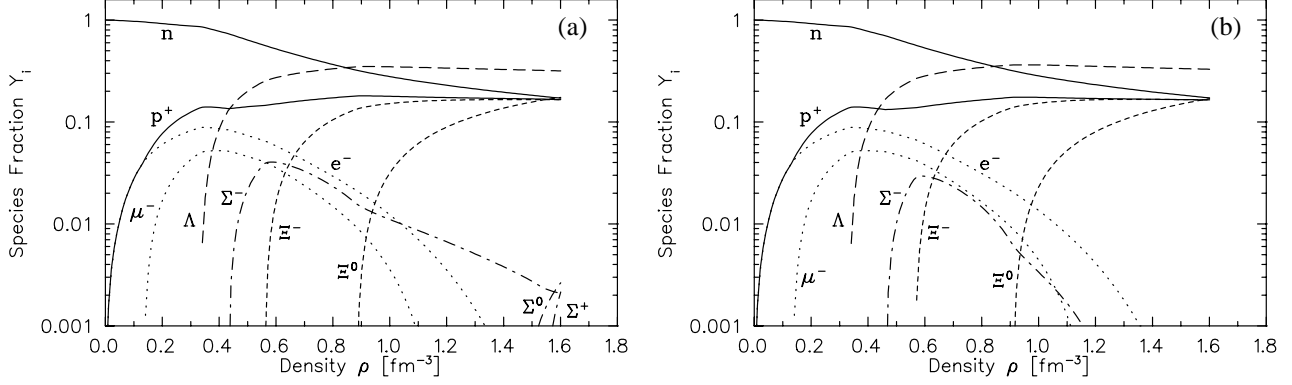 (a)
Species Fraction Y_i
1
0.1
0.01
0.001
n
p⁺
e⁻
μ⁻
Λ
Σ⁻
Ξ⁻
Ξ⁰
Σ⁰
Σ⁺
0.0 0.2 0.4 0.6 0.8 1.0 1.2 1.4 1.6 1.8
Density ρ [fm⁻³]
(b)
Species Fraction Y_i
1
0.1
0.01
0.001
n
p⁺
e⁻
Σ⁻
Λ
Ξ⁻
μ⁻
Ξ⁰
0.0 0.2 0.4 0.6 0.8 1.0 1.2 1.4 1.6 1.8
Density ρ [fm⁻³]